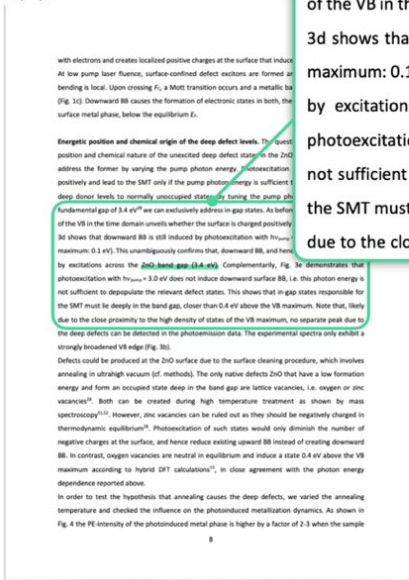 of the VB in th
3d shows tha
maximum: 0.1
by excitation
photoexcitati
not sufficient
the SMT must
due to the clo
with electrons and creates localized positive charges at the surface that induce
At low pump laser fluence, surface-confined defect excitons are formed an
bending is local. Upon crossing Fc, a Mott transition occurs and a metallic ba
(Fig. 1c). Downward BB causes the formation of electronic states in both, the
surface metal phase, below the equilibrium EF.
Energetic position and chemical origin of the deep defect levels. The quest
position and chemical nature of the unexcited deep defect state in the ZnO
address the former by varying the pump photon energy. Photoexcitation
positively and lead to the SMT only if the pump photon energy is sufficient t
deep donor levels to normally unoccupied states. By tuning the pump ph
fundamental gap of 3.4 eV we can exclusively address in-gap states. As before
of the VB in the time domain unveils whether the surface is charged positively
3d shows that downward BB is still induced by photoexcitation with hvpump
maximum: 0.1 eV). This unambiguously confirms that, downward BB, and henc
by excitations across the ZnO band gap (3.4 eV). Complementarily, Fig. 3e demonstrates that
photoexcitation with hvpump = 3.0 eV does not induce downward surface BB, i.e. this photon energy is
not sufficient to depopulate the relevant defect states. This shows that in-gap states responsible for
the SMT must lie deeply in the band gap, closer than 0.4 eV above the VB maximum. Note that, likely
due to the close proximity to the high density of states of the VB maximum, no separate peak due to
the deep defects can be detected in the photoemission data. The experimental spectra only exhibit a
strongly broadened VB edge (Fig. 3b).
Defects could be produced at the ZnO surface due to the surface cleaning procedure, which involves
annealing in ultrahigh vacuum (cf. methods). The only native defects ZnO that have a low formation
energy and form an occupied state deep in the band gap are lattice vacancies, i.e. oxygen or zinc
vacancies. Both can be created during high temperature treatment as shown by mass
spectroscopy. However, zinc vacancies can be ruled out as they should be negatively charged in
thermodynamic equilibrium. Photoexcitation of such states would only diminish the number of
negative charges at the surface, and hence reduce existing upward BB instead of creating downward
BB. In contrast, oxygen vacancies are neutral in equilibrium and induce a state 0.4 eV above the VB
maximum according to hybrid DFT calculations, in close agreement with the photon energy
dependence reported above.
In order to test the hypothesis that annealing causes the deep defects, we varied the annealing
temperature and checked the influence on the photoinduced metallization dynamics. As shown in
Fig. 4 the PE-intensity of the photoinduced metal phase is higher by a factor of 2-3 when the sample
8